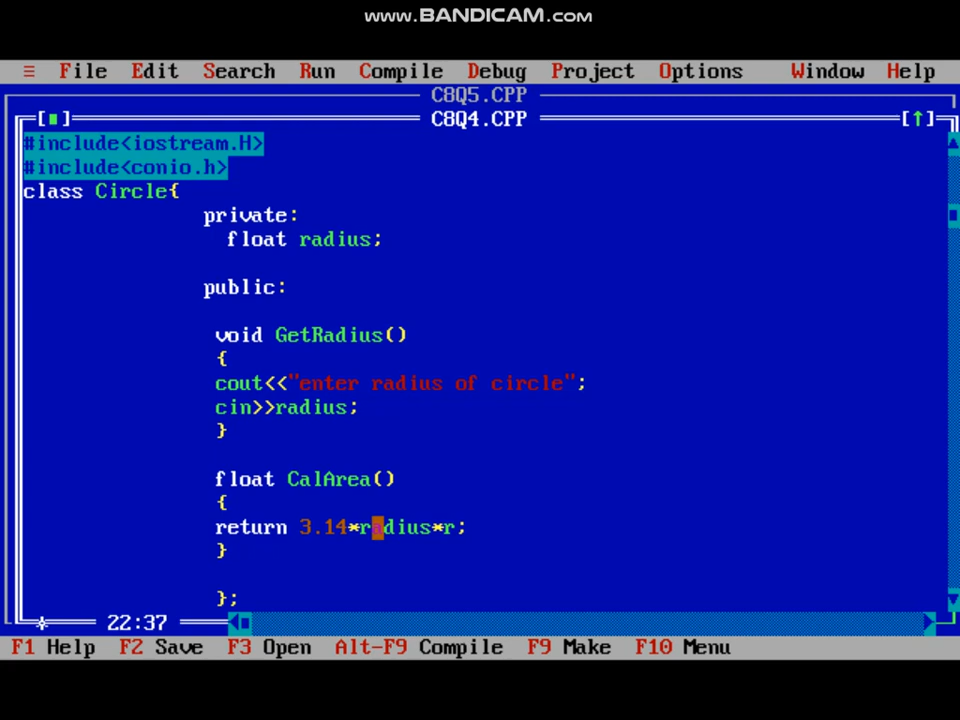 www.BANDICAM.com
≡ File Edit Search Run Compile Debug Project Options Window Help
C8Q5.CPP
[■] C8Q4.CPP [↑]
#include<iostream.H>
#include<conio.h>
class Circle{
private:
float radius;
public:
void GetRadius()
{
cout<<"enter radius of circle";
cin>>radius;
}
float CalArea()
{
return 3.14*radius*r;
}
};
22:37
F1 Help F2 Save F3 Open Alt-F9 Compile F9 Make F10 Menu